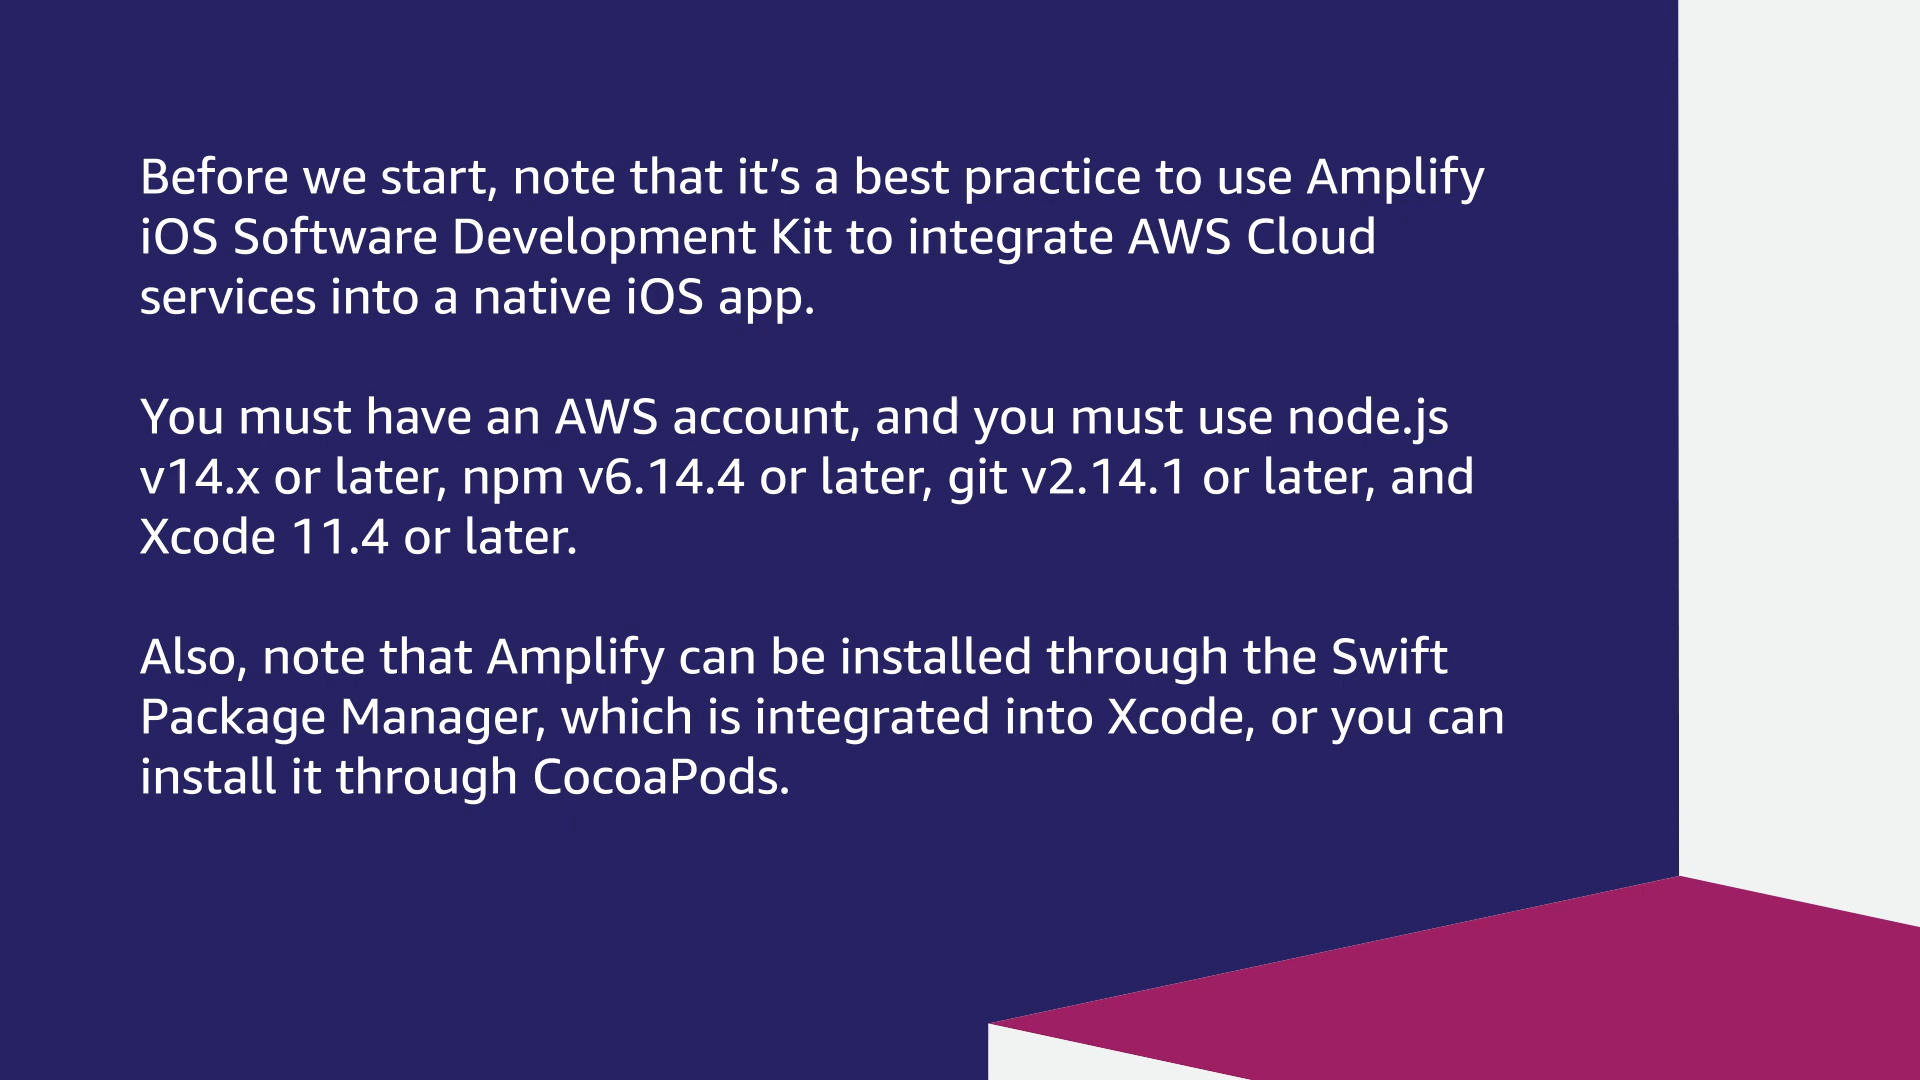 Before we start, note that it’s a best practice to use Amplify
iOS Software Development Kit to integrate AWS Cloud
services into a native iOS app.
You must have an AWS account, and you must use node.js
v14.x or later, npm v6.14.4 or later, git v2.14.1 or later, and
Xcode 11.4 or later.
Also, note that Amplify can be installed through the Swift
Package Manager, which is integrated into Xcode, or you can
install it through CocoaPods.